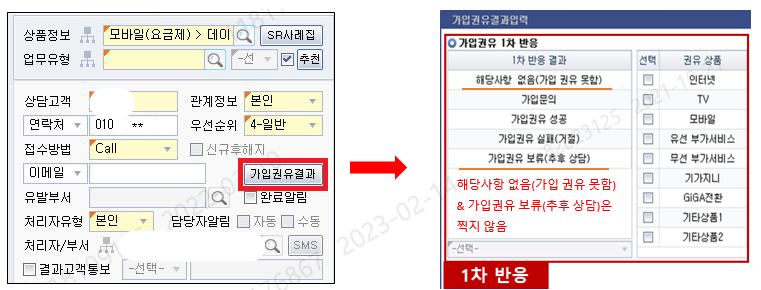 상품정보 모바일(요금제) > 데이 SR사례집
업무유형 -선 추천
상담고객 관계정보 본인
연락처 010 ** 우선순위 4-일반
접수방법 Call 신규후해지
이메일 가입권유결과
유발부서 완료알림
처리자유형 본인 담당자알림 자동 수동
처리자/부서 SMS
결과고객통보 -선택-
가입권유결과입력
가입권유 1차 반응
1차 반응 결과 선택 권유 상품
해당사항 없음(가입 권유 못함) 인터넷
가입문의 TV
가입권유 성공 모바일
가입권유 실패(거절) 유선 부가서비스
가입권유 보류(추후 상담) 무선 부가서비스
기가지니
GiGA전환
기타상품1
기타상품2
해당사항 없음(가입 권유 못함)
& 가입권유 보류(추후 상담)은
찍지 않음
-선택-
1차 반응
2023-02-1